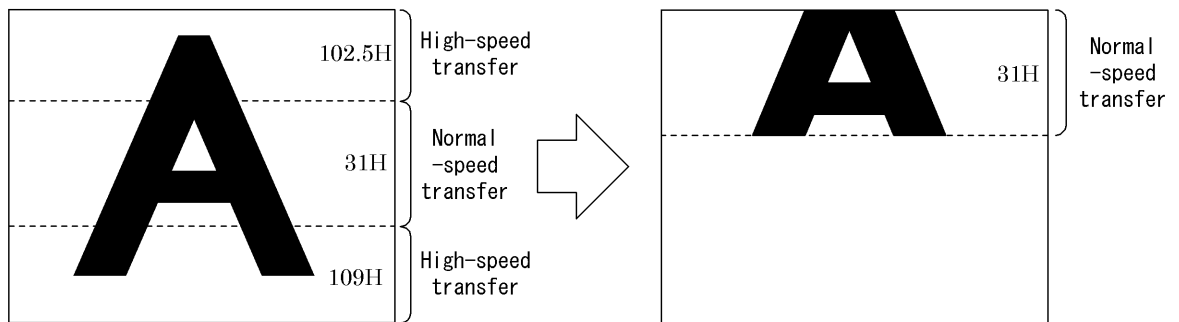 102.5H
High-speed
transfer
31H
Normal
-speed
transfer
109H
High-speed
transfer
31H
Normal
-speed
transfer